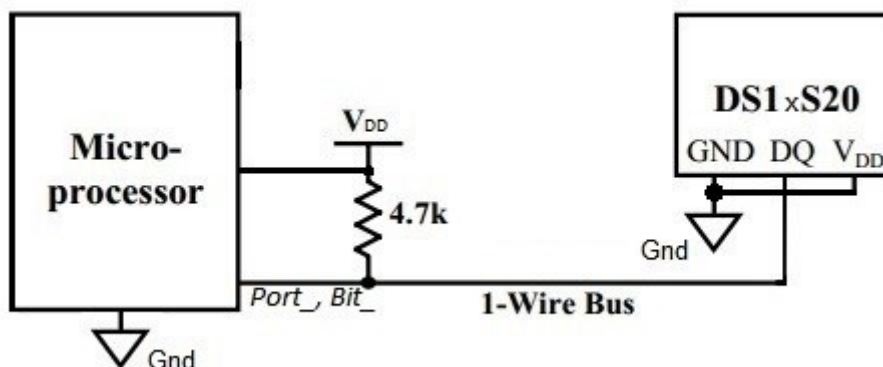 Micro-
processor
VDD
4.7k
Port_, Bit_
1-Wire Bus
Gnd
DS1xS20
GND DQ VDD
Gnd